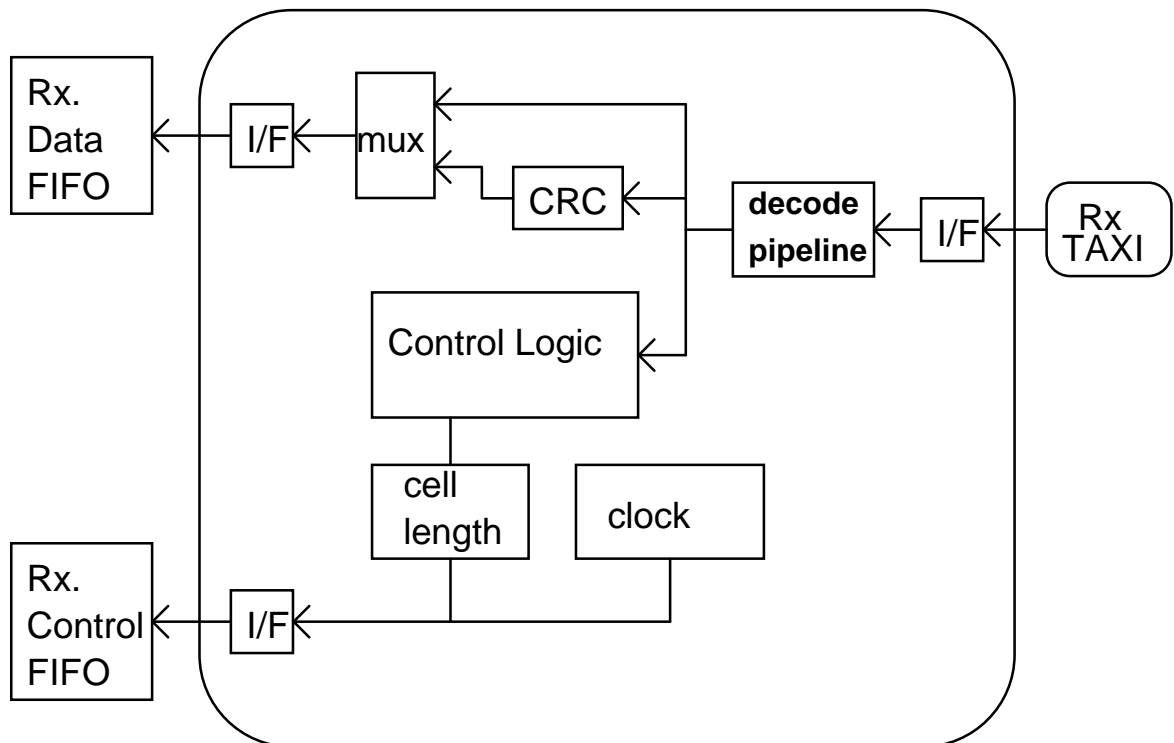 Rx.
Data
FIFO
I/F
mux
CRC
decode
pipeline
I/F
Rx
TAXI
Control Logic
cell
length
clock
Rx.
Control
FIFO
I/F